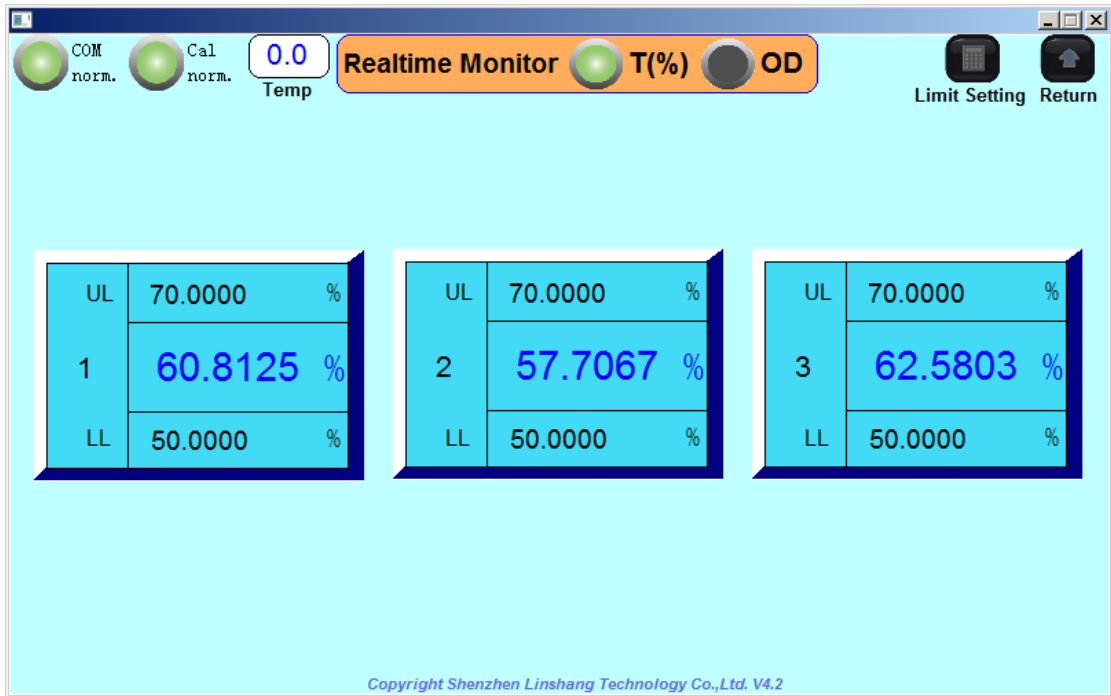 COM norm.
Cal norm.
0.0
Temp
Realtime Monitor T(%) OD
Limit Setting
Return
UL 70.0000 %
1 60.8125 %
LL 50.0000 %
UL 70.0000 %
2 57.7067 %
LL 50.0000 %
UL 70.0000 %
3 62.5803 %
LL 50.0000 %
Copyright Shenzhen Linshang Technology Co.,Ltd. V4.2